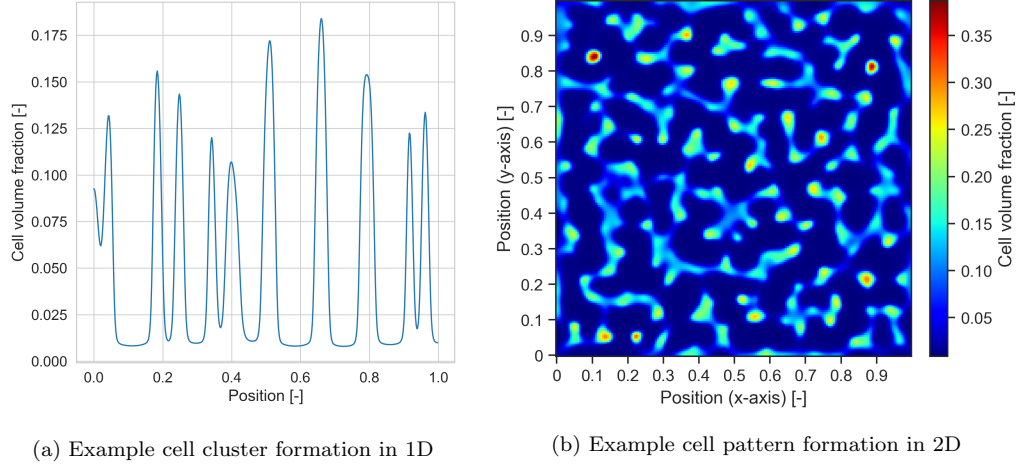 0.175
0.150
0.125
0.100
0.075
0.050
0.025
0.000
Cell volume fraction [-]
0.0 0.2 0.4 0.6 0.8 1.0
Position [-]
(a) Example cell cluster formation in 1D
0.9
0.8
0.7
0.6
0.5
0.4
0.3
0.2
0.1
0
Position (y-axis) [-]
0 0.1 0.2 0.3 0.4 0.5 0.6 0.7 0.8 0.9
Position (x-axis) [-]
0.35
0.30
0.25
0.20
0.15
0.10
0.05
Cell volume fraction [-]
(b) Example cell pattern formation in 2D